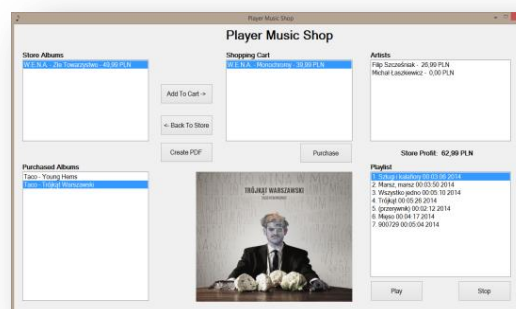 Player Music Shop
Player Music Shop
Store Albums
W.E.N.A. - Złe Towarzystwo - 49,99 PLN
Add To Cart ->
<- Back To Store
Create PDF
Shopping Cart
W.E.N.A. - Monochromy - 39,99 PLN
Purchase
Artists
Filip Szcześniak - 26,99 PLN
Michał Łaszkiewicz - 0,00 PLN
Store Profit: 62,99 PLN
Purchased Albums
Taco - Young Hems
Taco - Trójkąt Warszawski
TRÓJKĄT WARSZAWSKI
Playlist
1. Szlugi i kalafiory 00:03:08 2014
2. Marsz, marsz 00:03:50 2014
3. Wszystko jedno 00:05:10 2014
4. Trójkąt 00:05:26 2014
5. (przerywnik) 00:02:12 2014
6. Mięso 00:04:17 2014
7. 900729 00:05:04 2014
Play
Stop